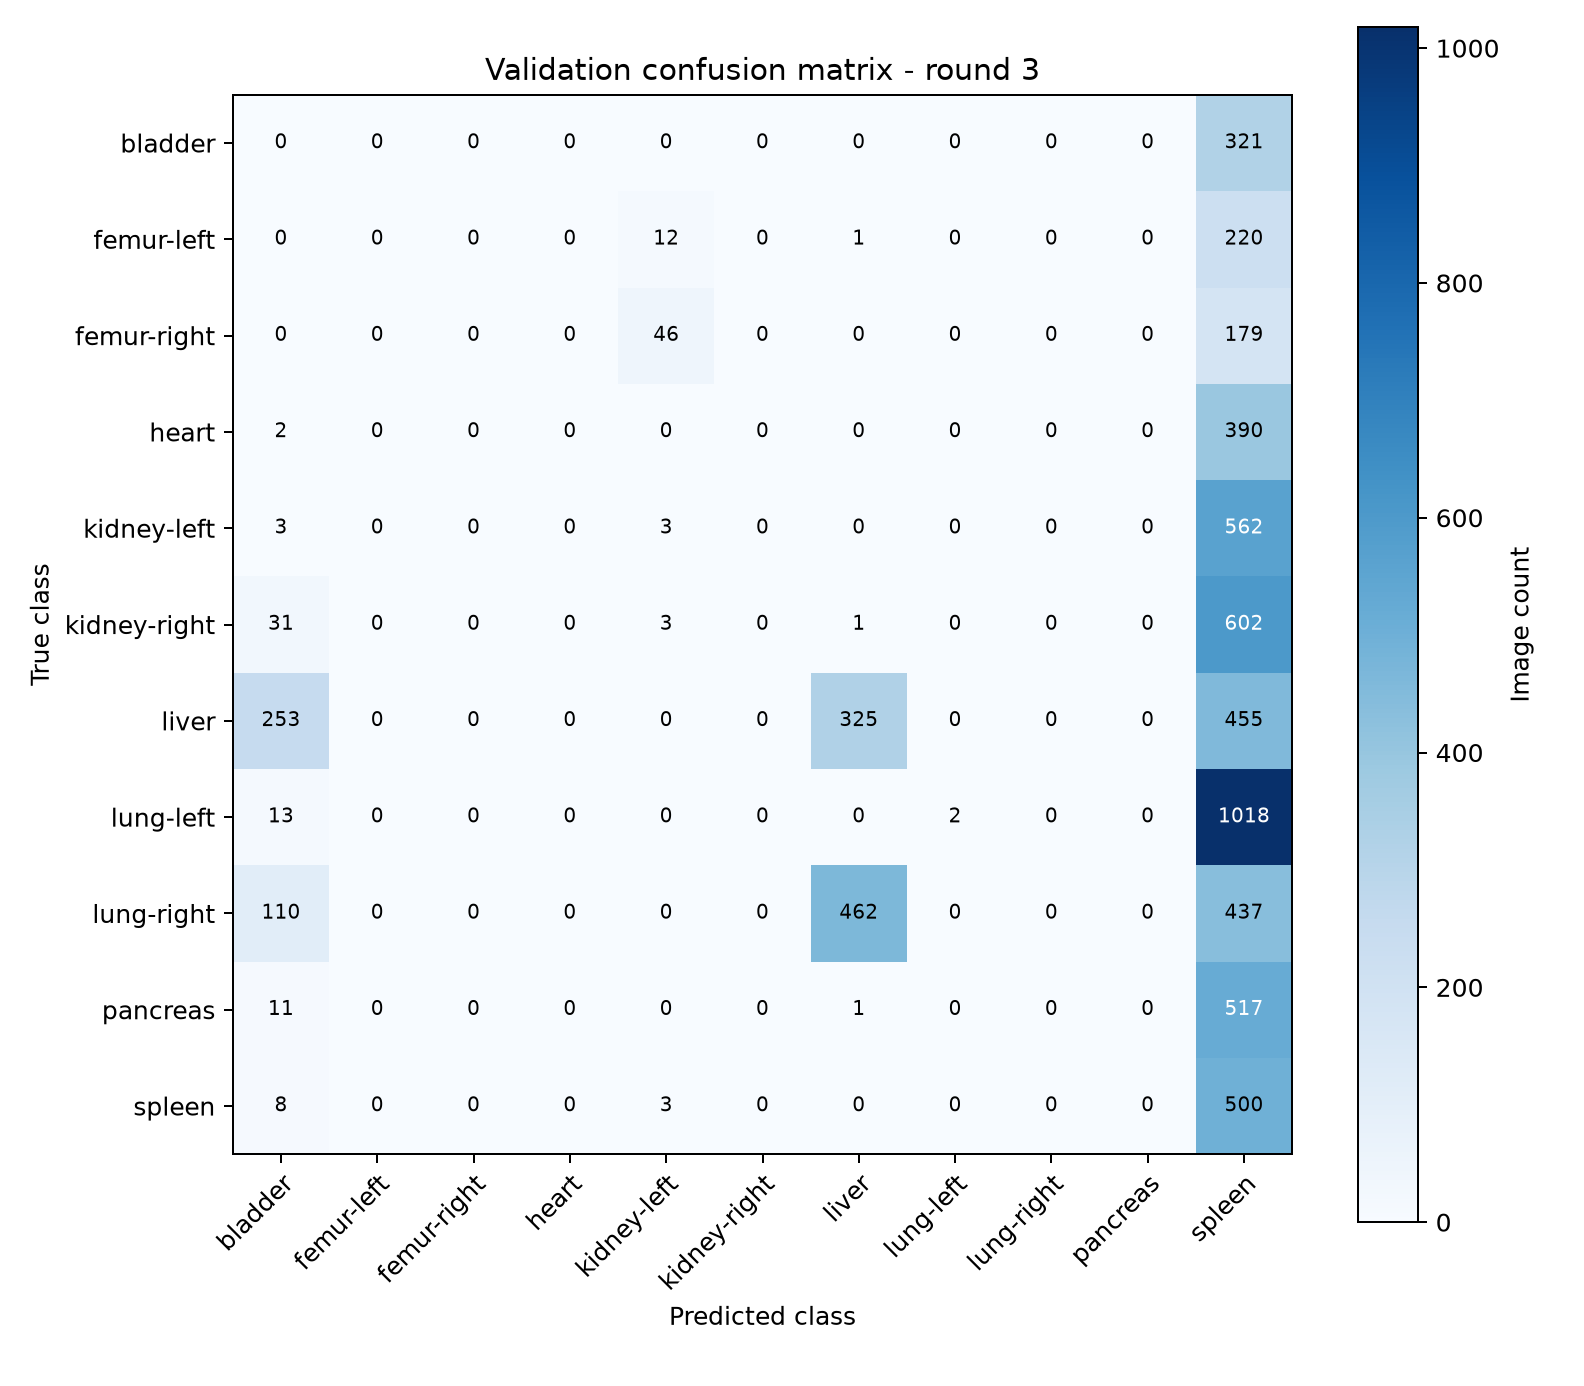 Validation confusion matrix - round 3
bladder 0 0 0 0 0 0 0 0 0 0 321
femur-left 0 0 0 0 12 0 1 0 0 0 220
femur-right 0 0 0 0 46 0 0 0 0 0 179
heart 2 0 0 0 0 0 0 0 0 0 390
kidney-left 3 0 0 0 3 0 0 0 0 0 562
kidney-right 31 0 0 0 3 0 1 0 0 0 602
liver 253 0 0 0 0 0 325 0 0 0 455
lung-left 13 0 0 0 0 0 0 2 0 0 1018
lung-right 110 0 0 0 0 0 462 0 0 0 437
pancreas 11 0 0 0 0 0 1 0 0 0 517
spleen 8 0 0 0 3 0 0 0 0 0 500
True class
bladder femur-left femur-right heart kidney-left kidney-right liver lung-left lung-right pancreas spleen
Predicted class
1000
800
600
400
200
0
Image count